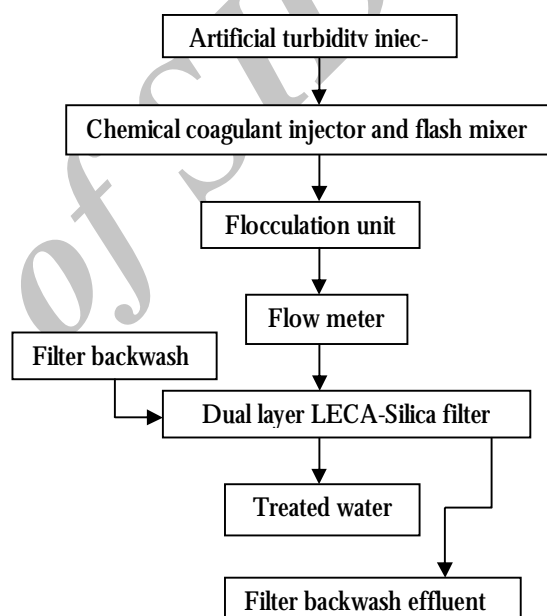 Artificial turbidity injec-
Chemical coagulant injector and flash mixer
Flocculation unit
Flow meter
Filter backwash
Dual layer LECA-Silica filter
Treated water
Filter backwash effluent
of